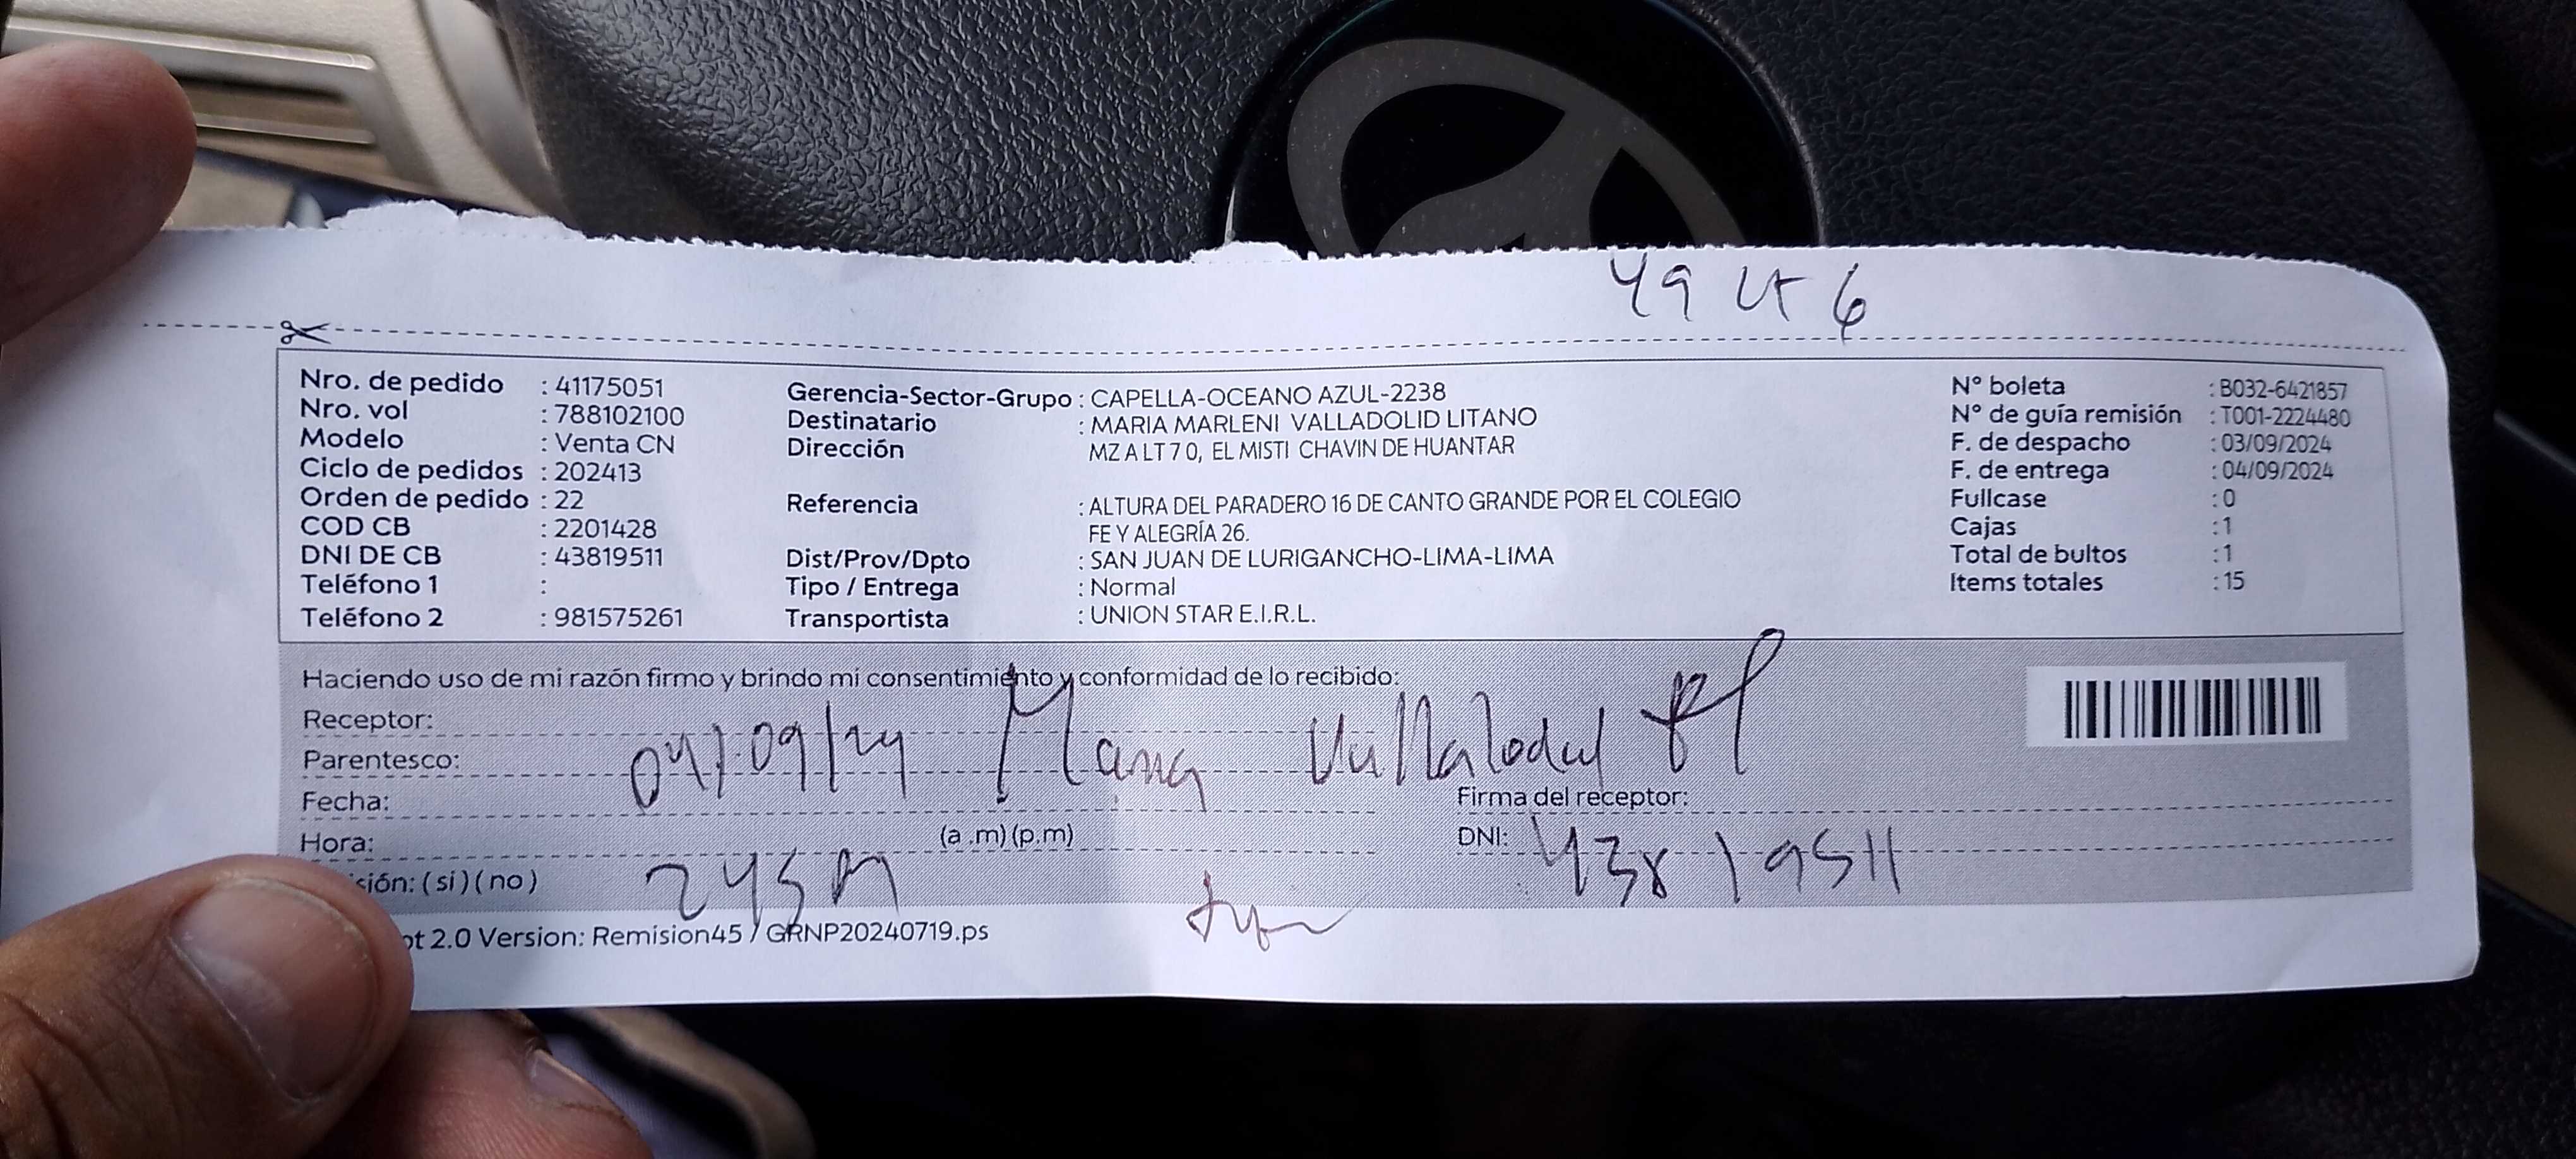 49 LT 6
Nro. de pedido : 41175051
Nro. vol : 788102100
Modelo : Venta CN
Ciclo de pedidos : 202413
Orden de pedido : 22
COD CB : 2201428
DNI DE CB : 43819511
Teléfono 1 :
Teléfono 2 : 981575261
Gerencia-Sector-Grupo : CAPELLA-OCEANO AZUL-2238
Destinatario : MARIA MARLENI VALLADOLID LITANO
Dirección MZ A LT 7 0, EL MISTI CHAVIN DE HUANTAR
Referencia : ALTURA DEL PARADERO 16 DE CANTO GRANDE POR EL COLEGIO
FE Y ALEGRÍA 26.
Dist/Prov/Dpto : SAN JUAN DE LURIGANCHO-LIMA-LIMA
Tipo / Entrega : Normal
Transportista : UNION STAR E.I.R.L.
N° boleta : B032-6421857
N° de guía remisión : T001-2224480
F. de despacho : 03/09/2024
F. de entrega : 04/09/2024
Fullcase : 0
Cajas : 1
Total de bultos : 1
Items totales : 15
Haciendo uso de mi razón firmo y brindo mi consentimiento y conformidad de lo recibido:
Receptor:
Parentesco: 04/09/24
Fecha:
Firma del receptor:
Hora: (a .m) (p.m)
DNI: 43819511
sión: ( si ) ( no )
ot 2.0 Version: Remision45 / GRNP20240719.ps